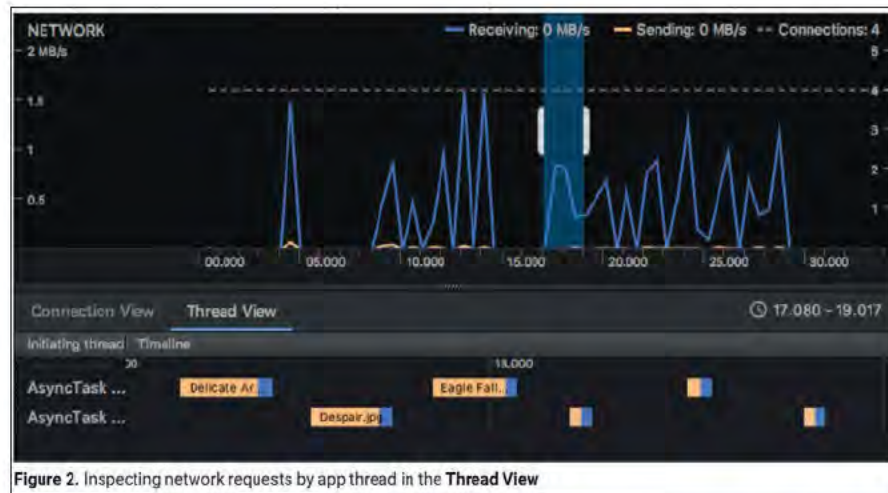 NETWORK
Receiving: 0 MB/s Sending: 0 MB/s Connections: 4
2 MB/s 5
1.5 4
1 3
0.5 2
1
00.000 05.000 10.000 15.000 20.000 25.000 30.000
Connection View Thread View 17.080 - 19.017
Initiating thread Timeline
00 18.000
AsyncTask ... Delicate Ar... Eagle Fall...
AsyncTask ... Despair.jpg
Figure 2. Inspecting network requests by app thread in the Thread View